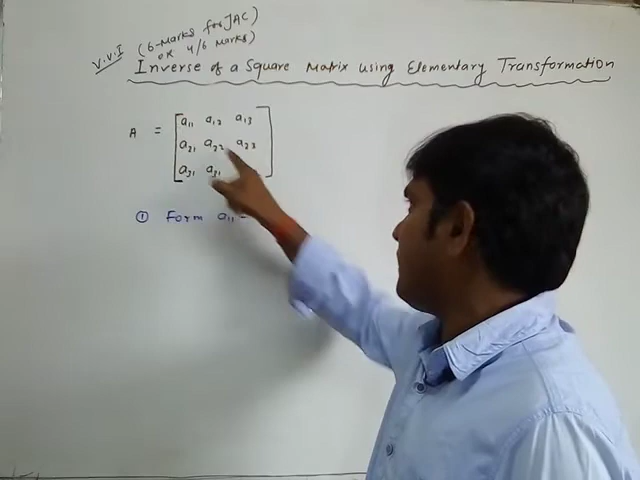 V.V.I (6-Marks for JAC)
or 4/6 Marks)
Inverse of a Square Matrix using Elementary Transformation
A = a11 a12 a13
a21 a22 a23
a31
① Form a11 =